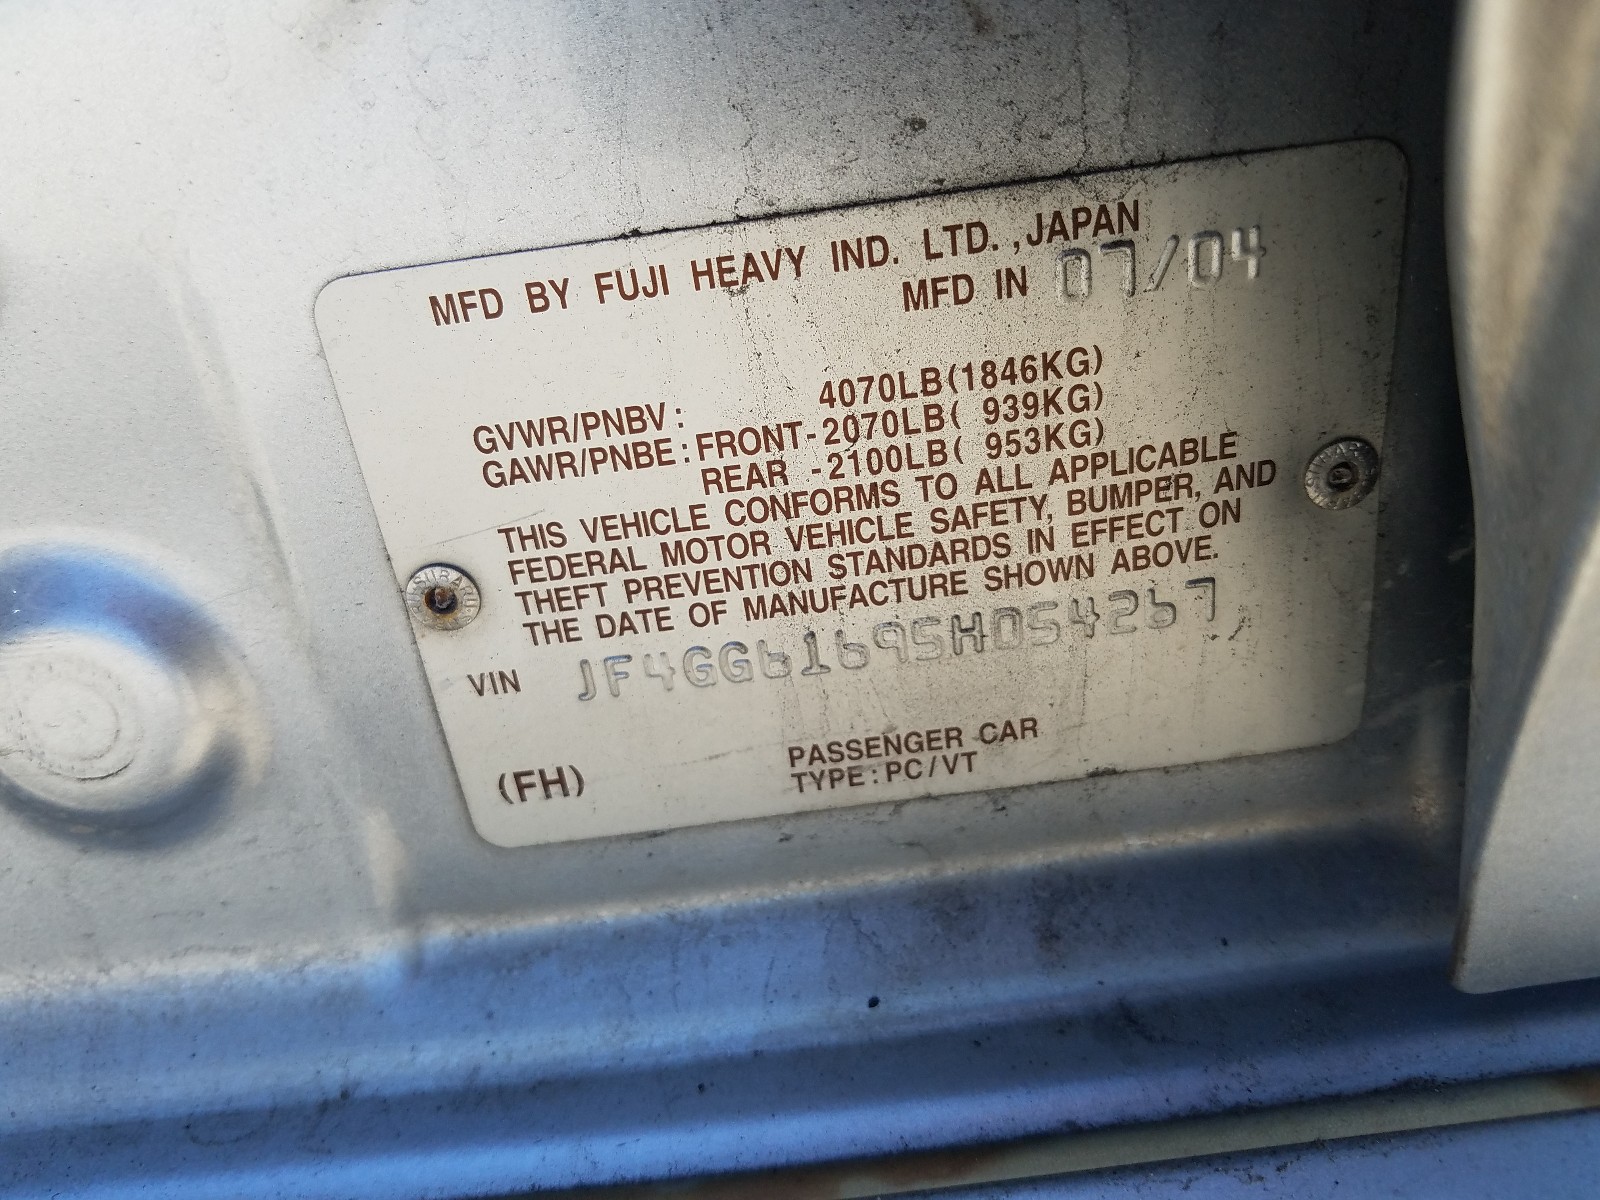 MFD BY FUJI HEAVY IND. LTD.,JAPAN
MFD IN 07/04
GVWR/PNBV: 4070LB(1846KG)
GAWR/PNBE:FRONT-2070LB( 939KG)
REAR -2100LB( 953KG)
THIS VEHICLE CONFORMS TO ALL APPLICABLE
FEDERAL MOTOR VEHICLE SAFETY, BUMPER, AND
THEFT PREVENTION STANDARDS IN EFFECT ON
THE DATE OF MANUFACTURE SHOWN ABOVE.
SUBARU
VIN JF4GG61695H054267
PASSENGER CAR
(FH) TYPE:PC/VT